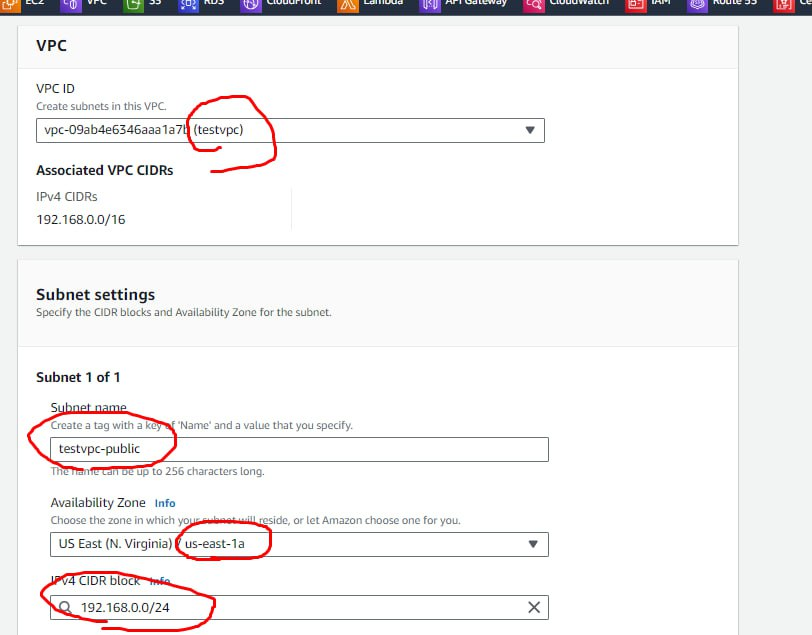 EC2 VPC S3 RDS CloudFront Lambda API Gateway CloudWatch IAM Route 53
VPC
VPC ID
Create subnets in this VPC.
vpc-09ab4e6346aaa1a7b (testvpc)
Associated VPC CIDRs
IPv4 CIDRs
192.168.0.0/16
Subnet settings
Specify the CIDR blocks and Availability Zone for the subnet.
Subnet 1 of 1
Subnet name
Create a tag with a key of 'Name' and a value that you specify.
testvpc-public
The name can be up to 256 characters long.
Availability Zone Info
Choose the zone in which your subnet will reside, or let Amazon choose one for you.
US East (N. Virginia) / us-east-1a
IPv4 CIDR block Info
192.168.0.0/24